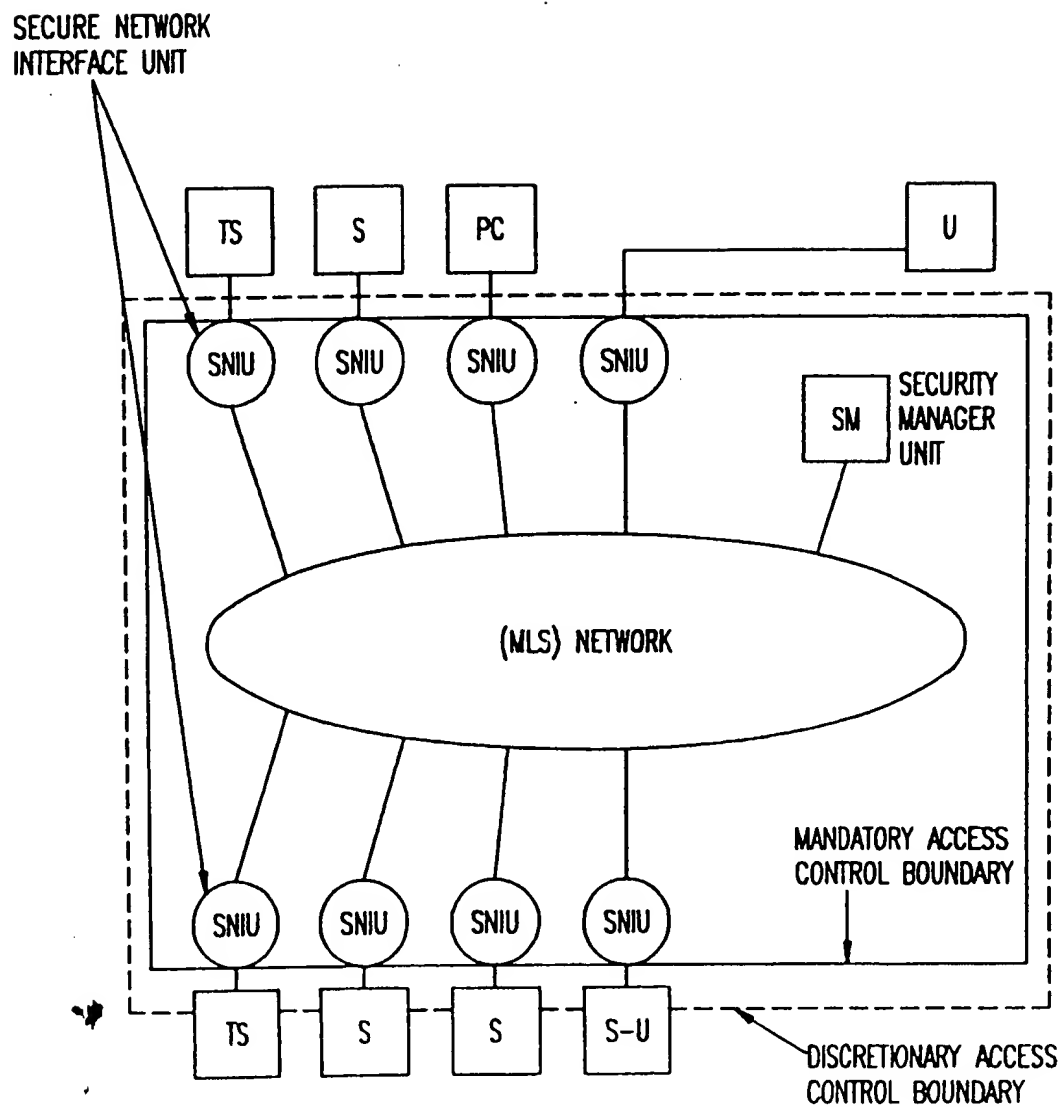 SECURE NETWORK
INTERFACE UNIT
TS
S
PC
U
SNIU
SNIU
SNIU
SNIU
SM
SECURITY
MANAGER
UNIT
(MLS) NETWORK
MANDATORY ACCESS
CONTROL BOUNDARY
SNIU
SNIU
SNIU
SNIU
TS
S
S
S-U
DISCRETIONARY ACCESS
CONTROL BOUNDARY